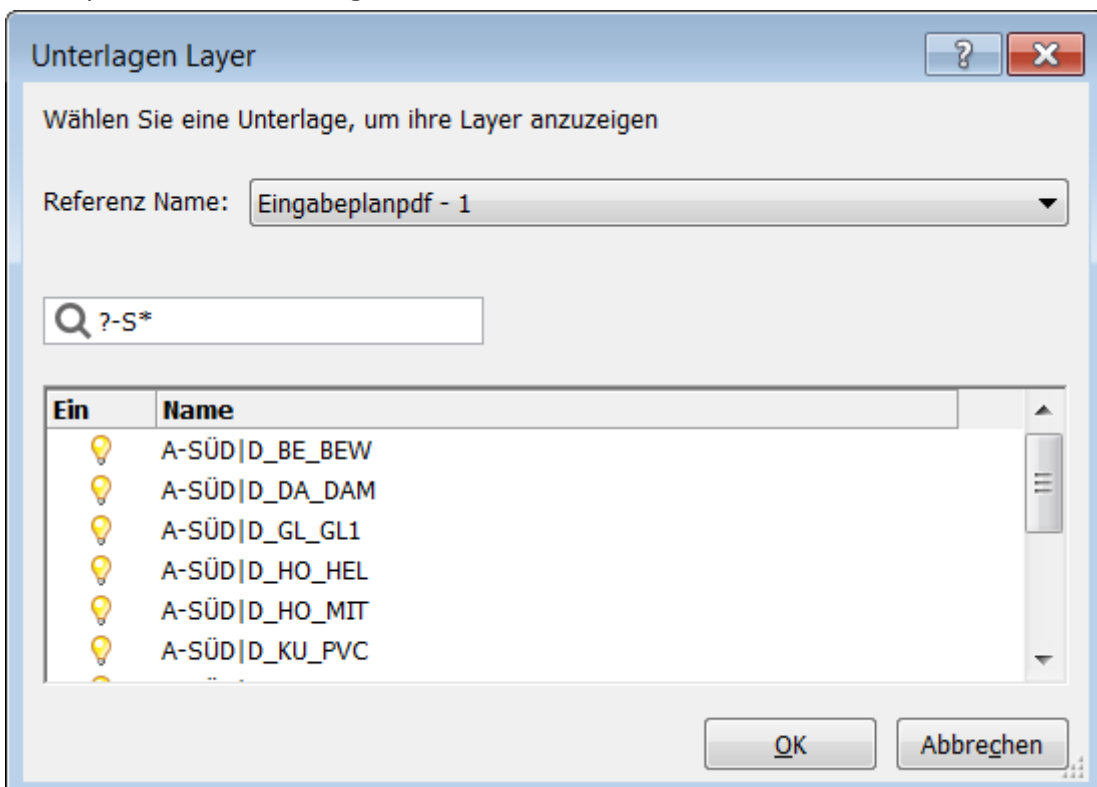 Unterlagen Layer
Wählen Sie eine Unterlage, um ihre Layer anzuzeigen
Referenz Name: Eingabeplanpdf - 1
?-S*
Ein Name
A-SÜD|D_BE_BEW
A-SÜD|D_DA_DAM
A-SÜD|D_GL_GL1
A-SÜD|D_HO_HEL
A-SÜD|D_HO_MIT
A-SÜD|D_KU_PVC
OK Abbrechen